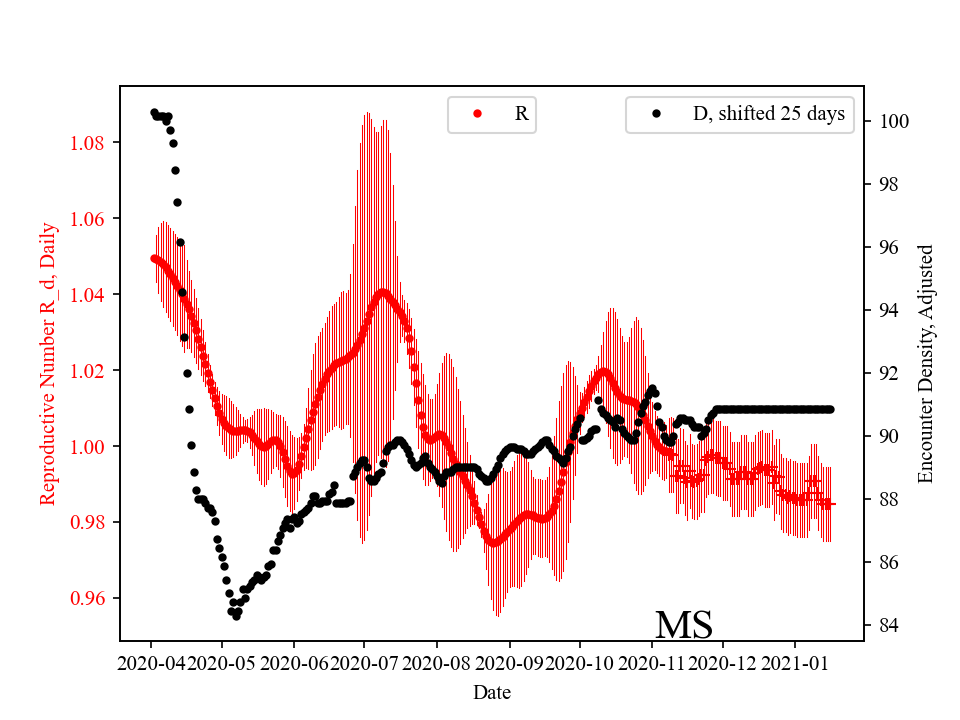 R
D, shifted 25 days
Reproductive Number R_d, Daily
1.08
1.06
1.04
1.02
1.00
0.98
0.96
100
98
96
94
92
90
88
86
84
Encounter Density, Adjusted
MS
2020-04 2020-05 2020-06 2020-07 2020-08 2020-09 2020-10 2020-11 2020-12 2021-01
Date